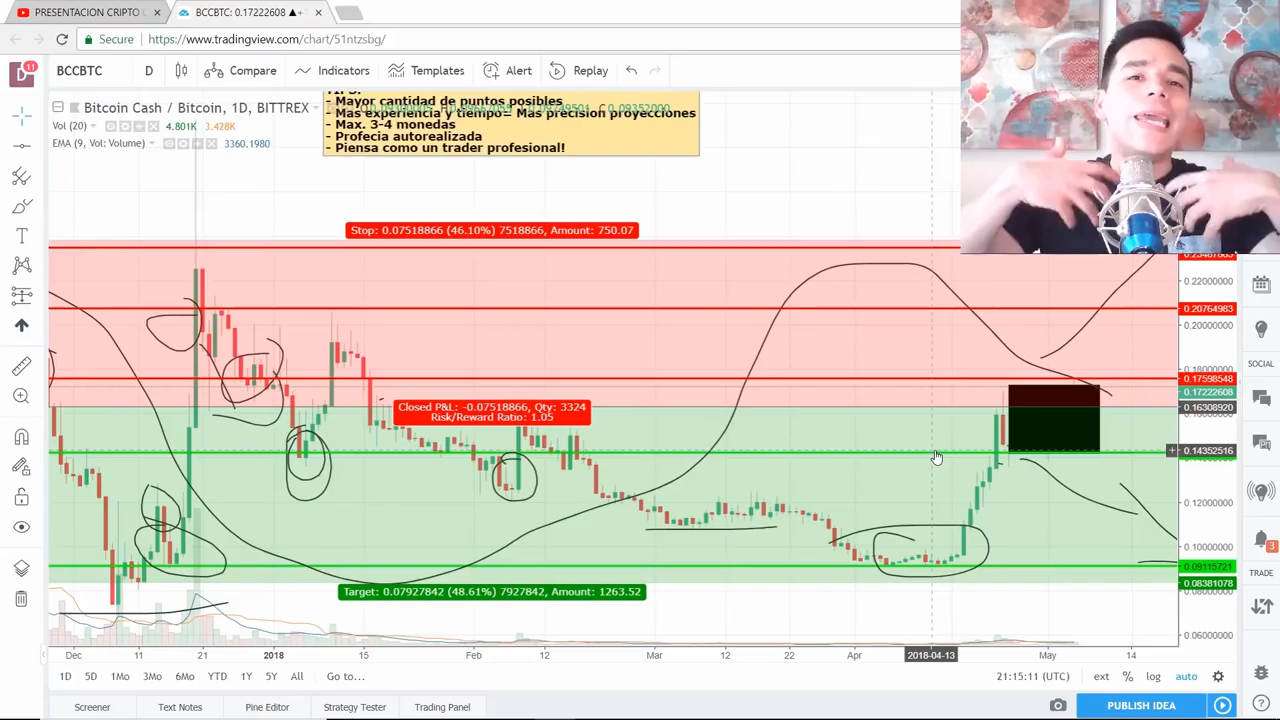 PRESENTACION CRIPTO
BCCBTC: 0.17222608 ▲
Secure
https://www.tradingview.com/chart/51ntzsbg/
11
BCCBTC
D
Compare
Indicators
Templates
Alert
Replay
TIPS:
- Mayor cantidad de puntos posibles
- Mas experiencia y tiempo= Mas precision proyecciones
- Max. 3-4 monedas
- Profecia autorealizada
- Piensa como un trader profesional!
Bitcoin Cash / Bitcoin, 1D, BITTREX
Vol (20)
4.801K
3.428K
EMA (9, Vol: Volume)
3360.1980
Stop: 0.07518866 (46.10%) 7518866, Amount: 750.07
Closed P&L: -0.07518866, Qty: 3324
Risk/Reward Ratio: 1.05
Target: 0.07927842 (48.61%) 7927842, Amount: 1263.52
0.22000000
0.20764983
0.20000000
0.18000000
0.17598548
0.17222608
0.16308920
0.14352516
0.12000000
0.10000000
0.09115721
0.08381078
0.06000000
Dec
11
21
2018
15
Feb
12
Mar
12
22
Apr
2018-04-13
May
14
1D
5D
1Mo
3Mo
6Mo
YTD
1Y
5Y
All
Go to...
21:15:11 (UTC)
ext
%
log
auto
SOCIAL
3
TRADE
Screener
Text Notes
Pine Editor
Strategy Tester
Trading Panel
PUBLISH IDEA